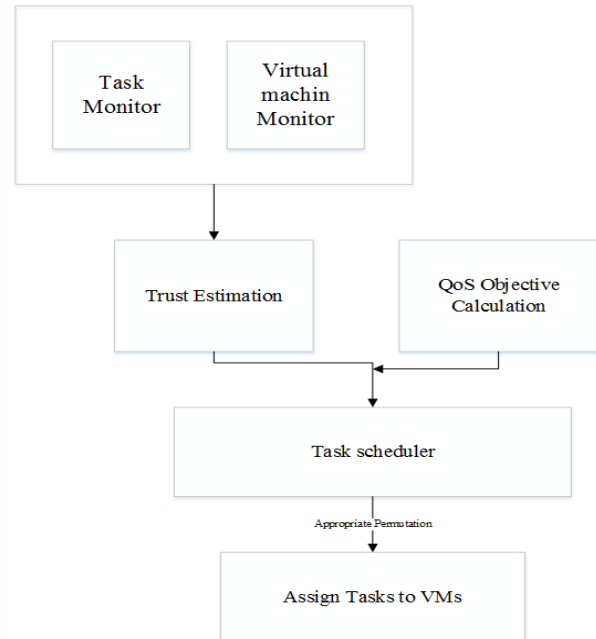 Task
Monitor
Virtual
machin
Monitor
Trust Estimation
QoS Objective
Calculation
Task scheduler
Appropriate Permutation
Assign Tasks to VMs